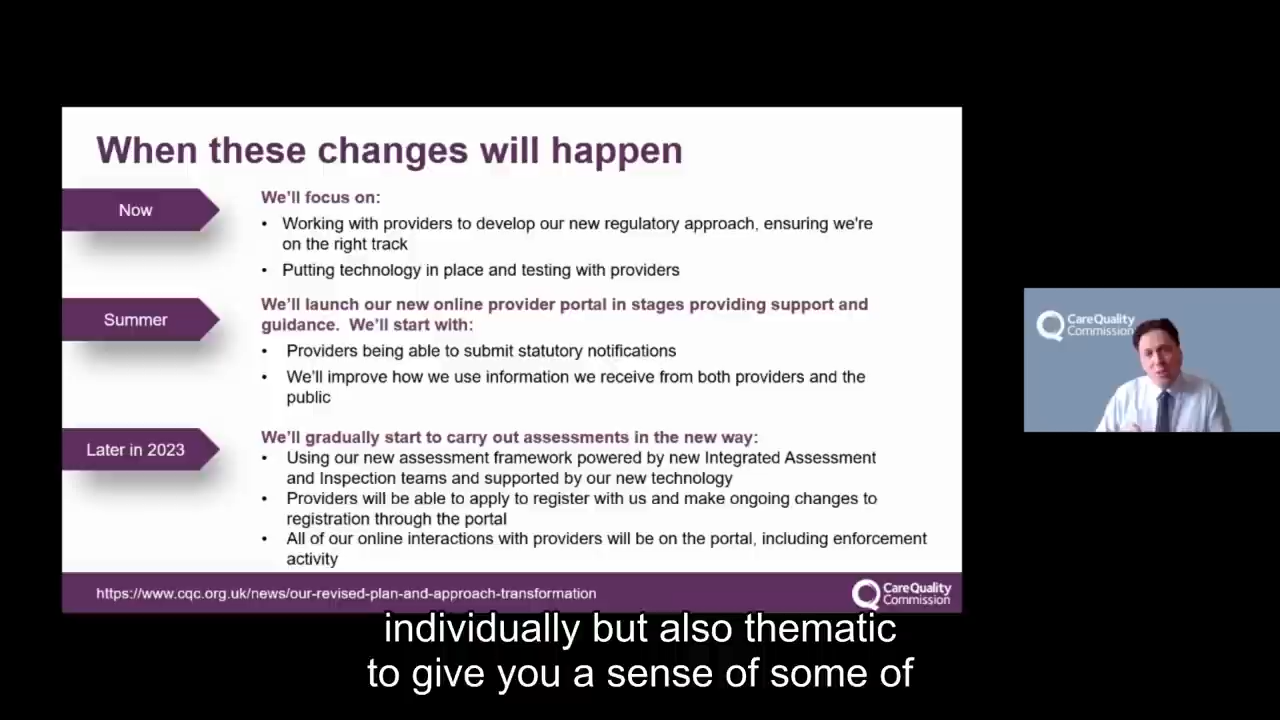 When these changes will happen
Now
We'll focus on:
• Working with providers to develop our new regulatory approach, ensuring we're
on the right track
• Putting technology in place and testing with providers
Summer
We'll launch our new online provider portal in stages providing support and
guidance. We'll start with:
• Providers being able to submit statutory notifications
• We'll improve how we use information we receive from both providers and the
public
Later in 2023
We'll gradually start to carry out assessments in the new way:
• Using our new assessment framework powered by new Integrated Assessment
and Inspection teams and supported by our new technology
• Providers will be able to apply to register with us and make ongoing changes to
registration through the portal
• All of our online interactions with providers will be on the portal, including enforcement
activity
https://www.cqc.org.uk/news/our-revised-plan-and-approach-transformation
CareQuality
Commission
CareQuality
Commission
individually but also thematic
to give you a sense of some of